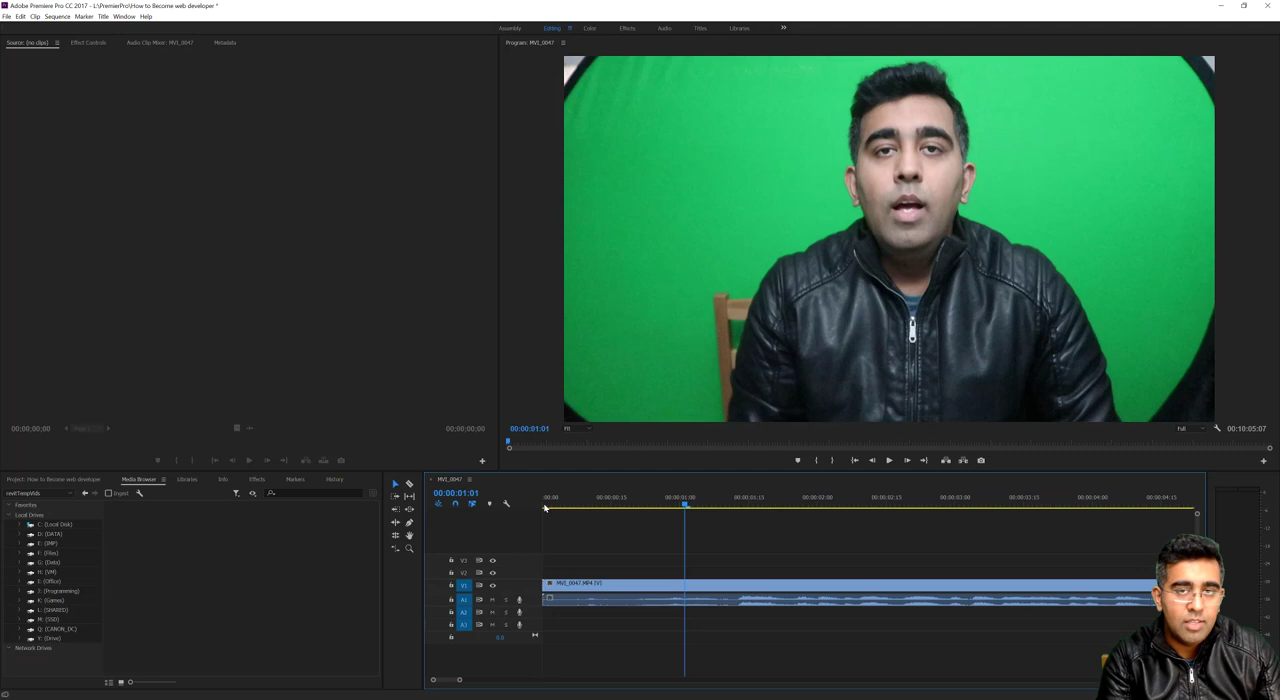 Adobe Premiere Pro CC 2017 - L:\PremierPro\How to Become web developer *
File Edit Clip Sequence Marker Title Window Help
Assembly Editing Color Effects Audio Titles Libraries
Source: (no clips) Effect Controls Audio Clip Mixer: MVI_0047 Metadata
Program: MVI_0047
00;00;00;00
00;00;00;00
00:00:01:01 Fit Full 00:10:05:07
Project: How to Become web developer Media Browser Libraries Info Effects Markers History
revitTempVids Ingest
Favorites
Local Drives
C: (Local Disk)
D: (DATA)
E: (IMP)
F: (Files)
G: (Data)
H: (VM)
E: (Office)
J: (Programming)
K: (Games)
L: (SHARED)
M: (SSD)
Q: (CANON_DC)
Y: (Drive)
Network Drives
MVI_0047
00:00:01:01
:00:00 00:00:00:15 00:00:01:00 00:00:01:15 00:00:02:00 00:00:02:15 00:00:03:00 00:00:03:15 00:00:04:00 00:00:04:15
V3
V2
V1 MVI_0047.MP4 [V]
A1 M S
A2 M S
A3 M S
0.0